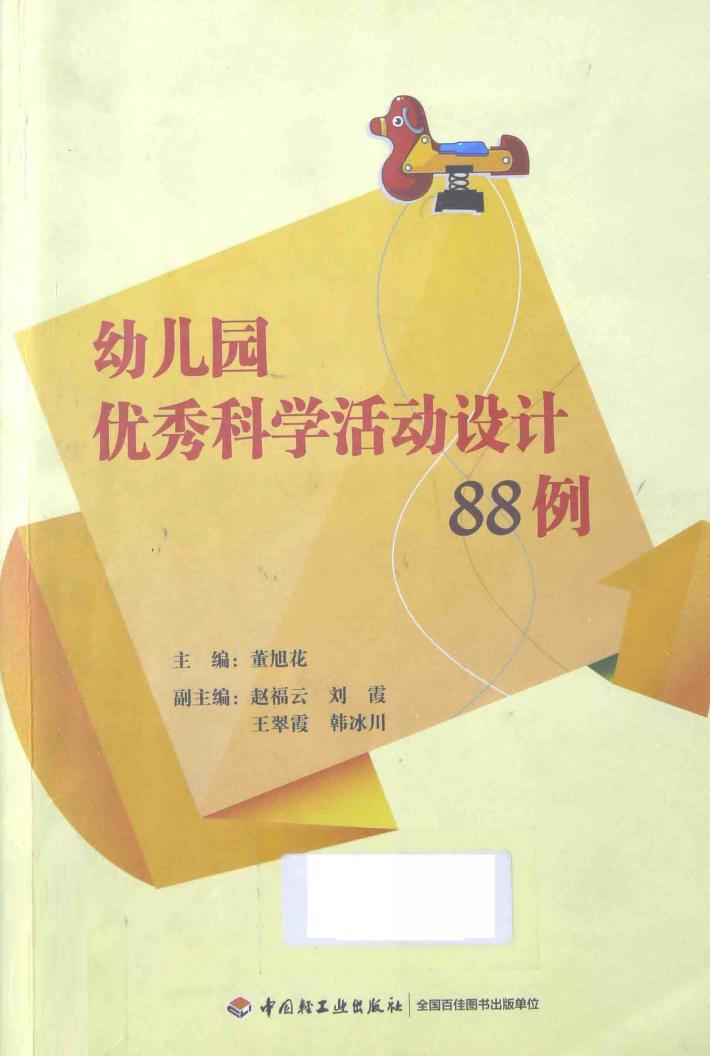 幼儿园
优秀科学活动设计
88例
主 编：董旭花
副主编：赵福云 刘 霞
王翠霞 韩冰川
中国轻工业出版社 全国百佳图书出版单位